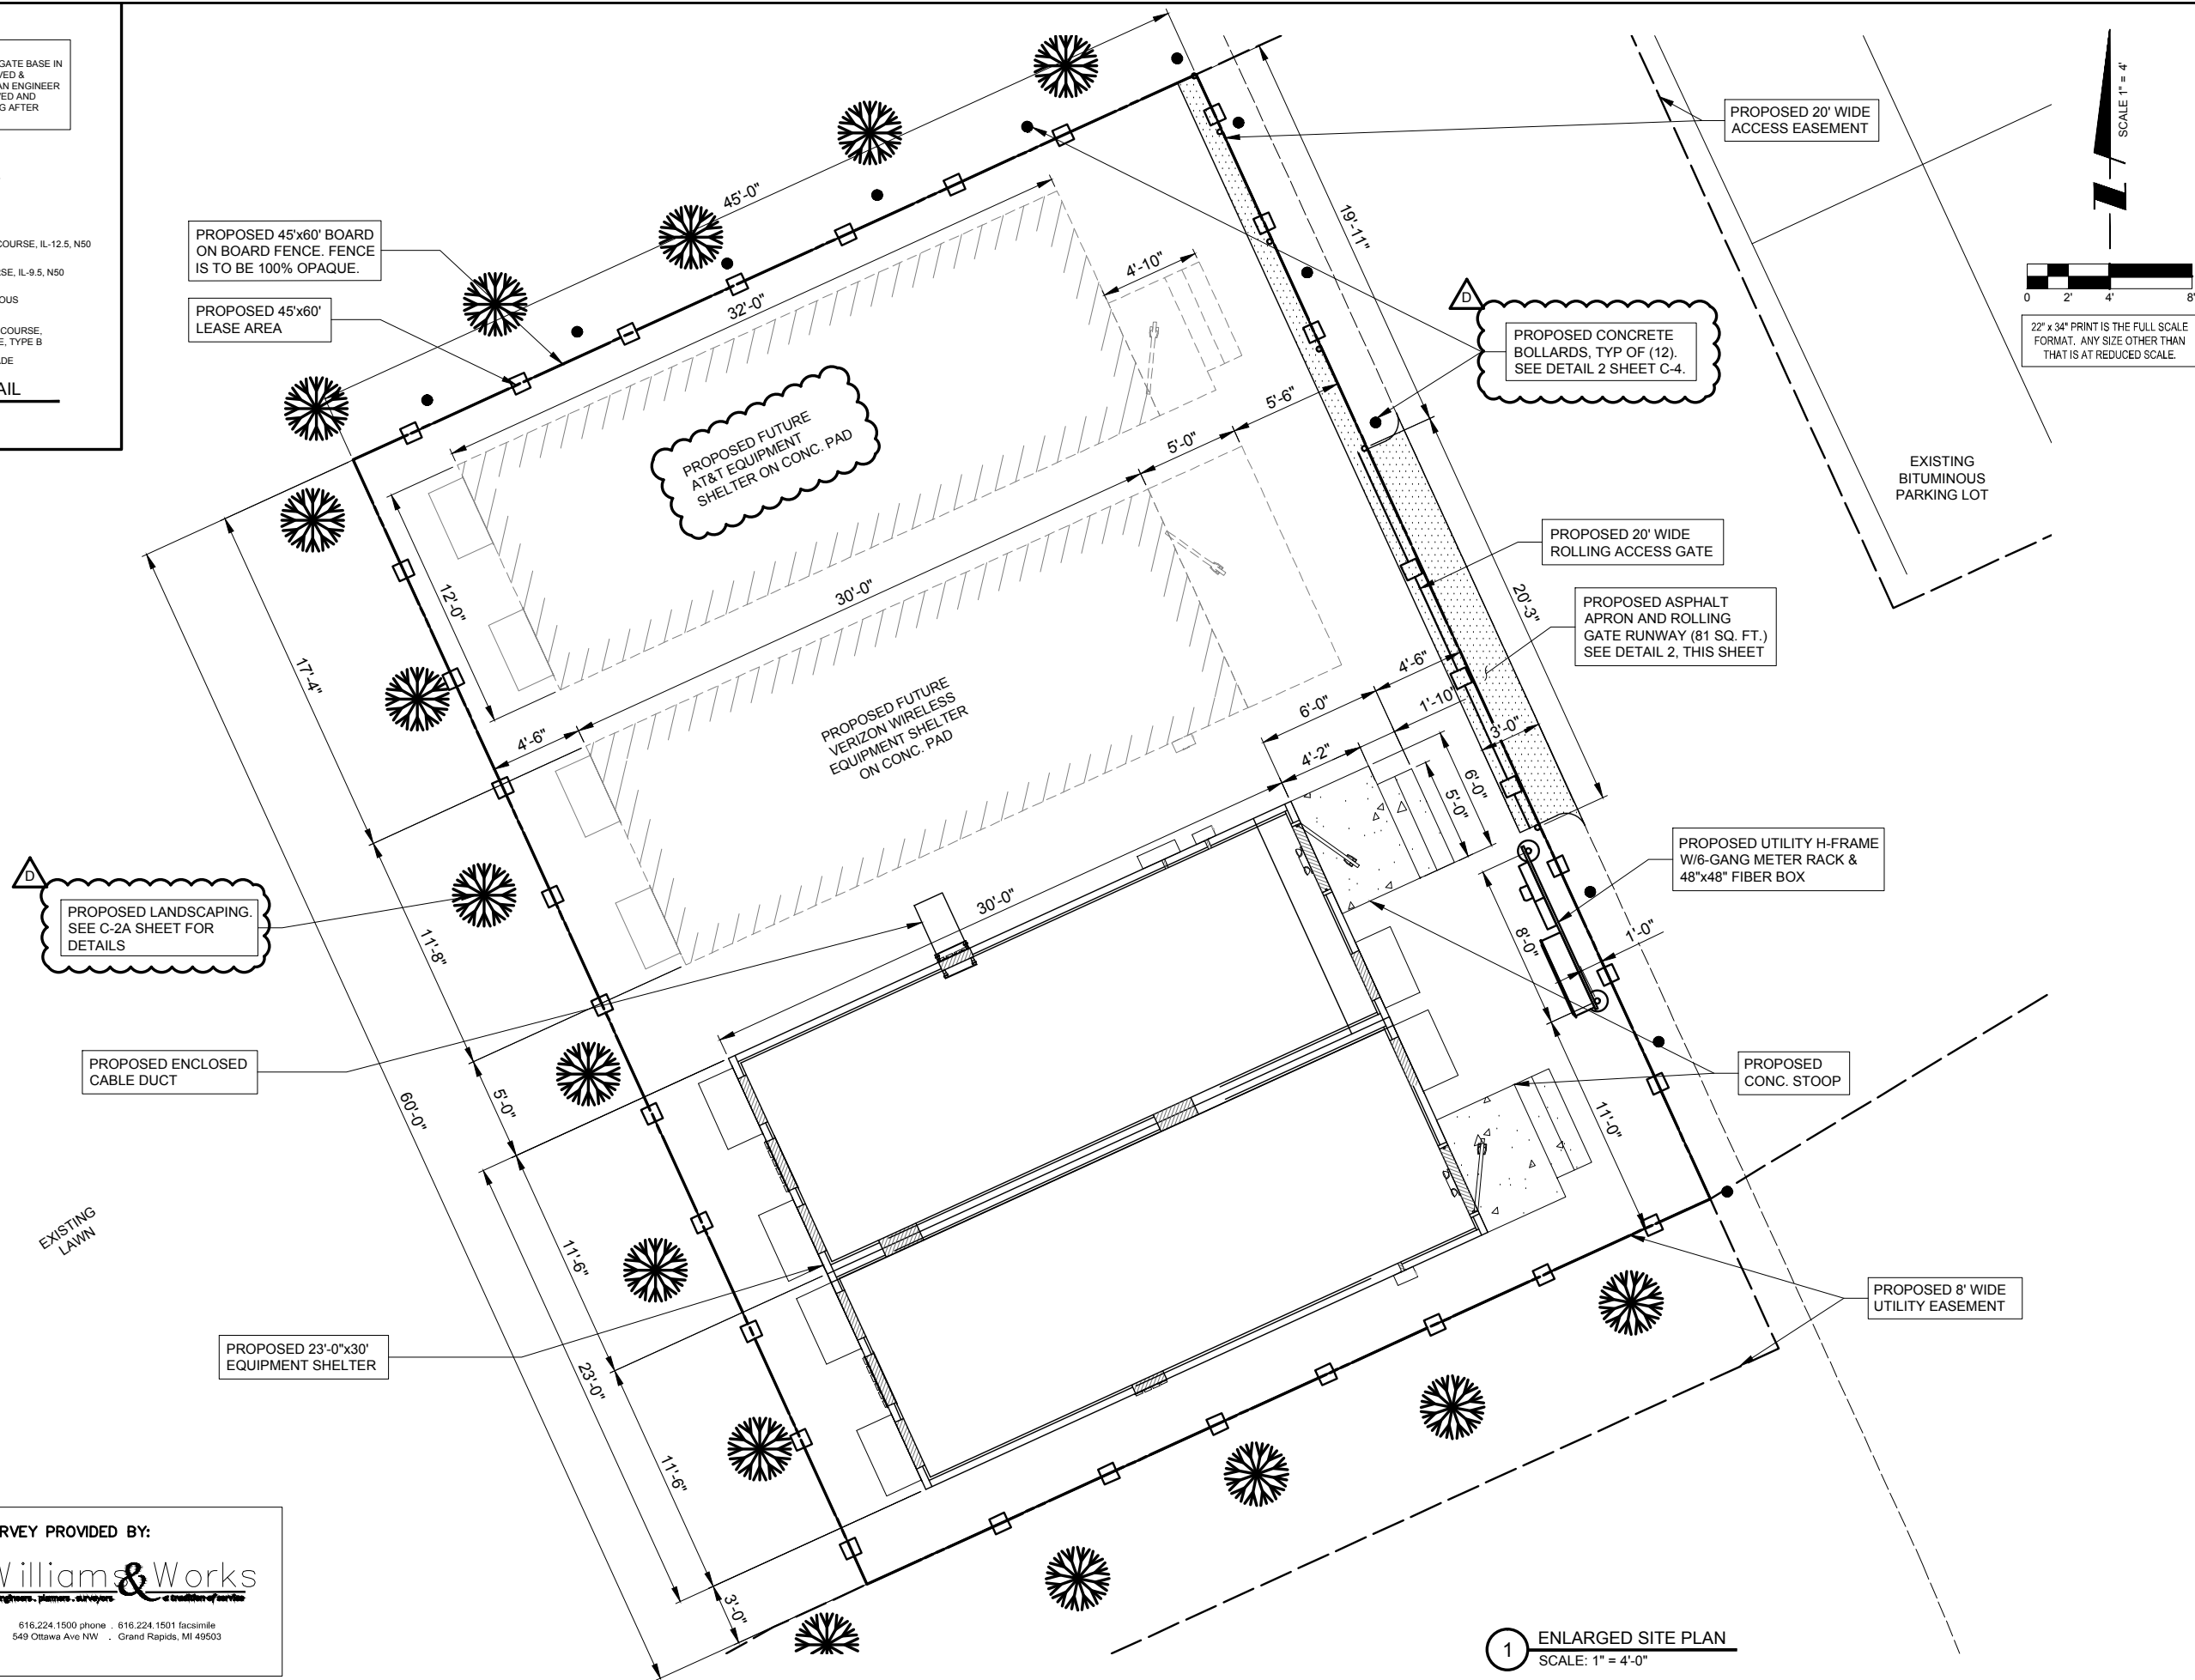 GATE BASE IN
AN ENGINEER
G AFTER
COURSE, IL-12.5, N50
IL-9.5, N50
COURSE,
TYPE B
PROPOSED 45'x60' BOARD
ON BOARD FENCE. FENCE
IS TO BE 100% OPAQUE.
PROPOSED 45'x60'
LEASE AREA
45'-0"
32'-0"
4'-10"
19'-11"
PROPOSED 20' WIDE
ACCESS EASEMENT
SCALE 1" = 4'
0 2' 4' 8'
22" x 34" PRINT IS THE FULL SCALE
FORMAT. ANY SIZE OTHER THAN
THAT IS AT REDUCED SCALE.
D
PROPOSED CONCRETE
BOLLARDS, TYP OF (12).
SEE DETAIL 2 SHEET C-4.
PROPOSED FUTURE
AT&T EQUIPMENT
SHELTER ON CONC. PAD
5'-6"
5'-0"
30'-0"
12'-0"
EXISTING
BITUMINOUS
PARKING LOT
PROPOSED 20' WIDE
ROLLING ACCESS GATE
20'-3"
PROPOSED ASPHALT
APRON AND ROLLING
GATE RUNWAY (81 SQ. FT.)
SEE DETAIL 2, THIS SHEET
17'-4"
4'-6"
PROPOSED FUTURE
VERIZON WIRELESS
EQUIPMENT SHELTER
ON CONC. PAD
4'-6"
6'-0"
1'-10"
3'-0"
4'-2"
6'-0"
5'-0"
D
PROPOSED LANDSCAPING.
SEE C-2A SHEET FOR
DETAILS
11'-8"
30'-0"
PROPOSED UTILITY H-FRAME
W/6-GANG METER RACK &
48"x48" FIBER BOX
8'-0"
1'-0"
PROPOSED ENCLOSED
CABLE DUCT
60'-0"
5'-0"
PROPOSED
CONC. STOOP
11'-0"
EXISTING
LAWN
11'-6"
PROPOSED 8' WIDE
UTILITY EASEMENT
PROPOSED 23'-0"x30'
EQUIPMENT SHELTER
23'-0"
11'-6"
3'-0"
PROVIDED BY:
Williams & Works
planners . surveyors a tradition of service
616.224.1500 phone . 616.224.1501 facsimile
549 Ottawa Ave NW . Grand Rapids, MI 49503
1 ENLARGED SITE PLAN
SCALE: 1" = 4'-0"